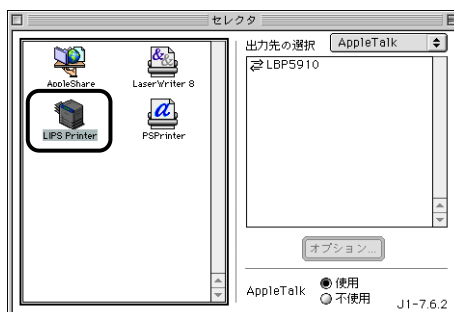 セレクタ
AppleShare
LaserWriter 8
LIPS Printer
PSPrinter
出力先の選択 AppleTalk
LBP5910
オプション...
AppleTalk
使用
不使用
J1-7.6.2